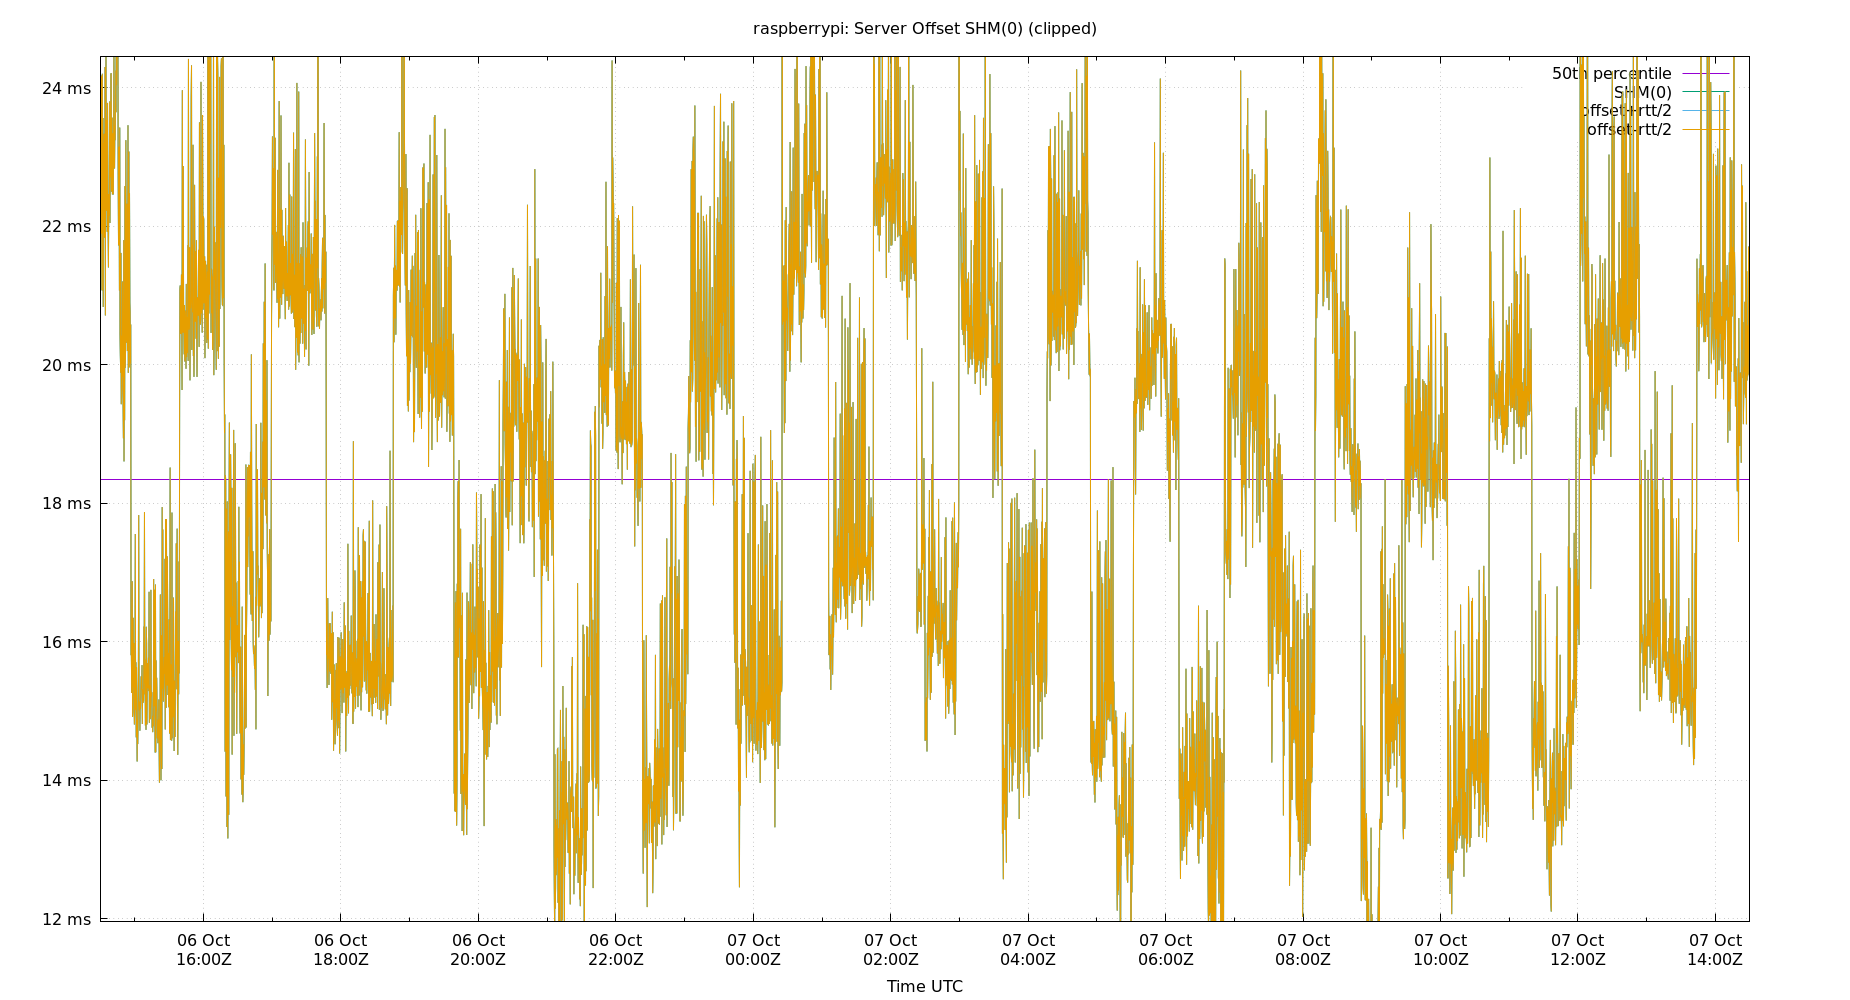 raspberrypi: Server Offset SHM(0) (clipped)
50th percentile
SHM(0)
offset+rtt/2
offset-rtt/2
24 ms
22 ms
20 ms
18 ms
16 ms
14 ms
12 ms
06 Oct 06 Oct 06 Oct 06 Oct 07 Oct 07 Oct 07 Oct 07 Oct 07 Oct 07 Oct 07 Oct 07 Oct
16:00Z 18:00Z 20:00Z 22:00Z 00:00Z 02:00Z 04:00Z 06:00Z 08:00Z 10:00Z 12:00Z 14:00Z
Time UTC